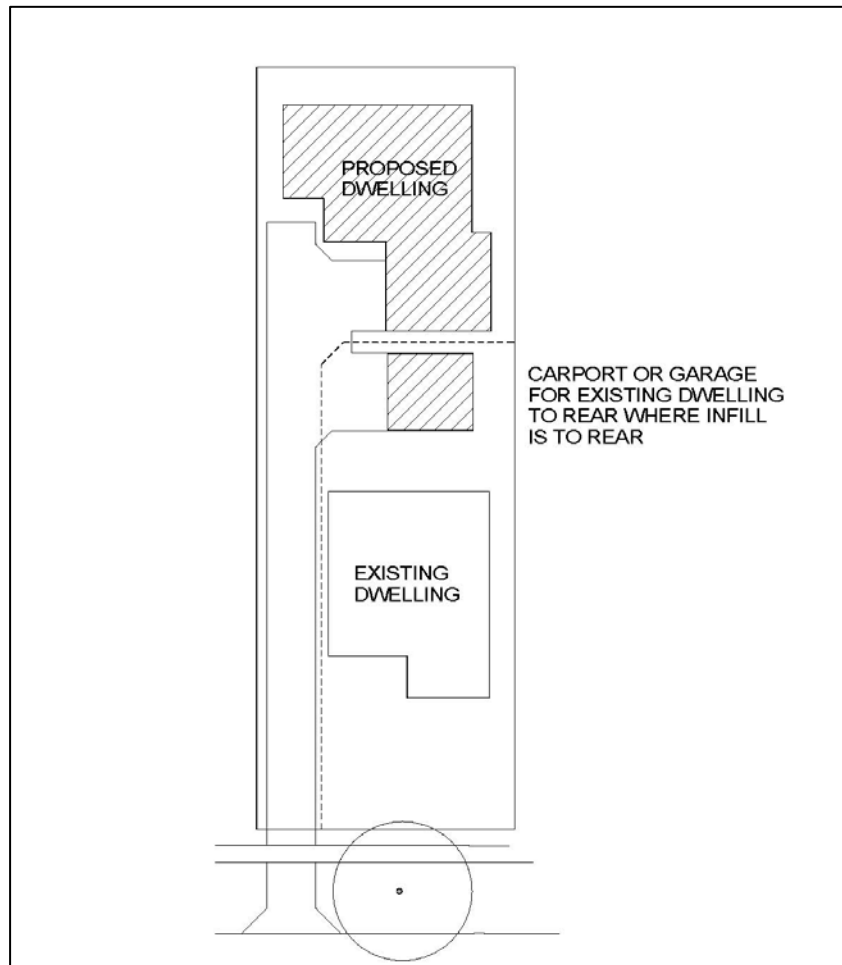 PROPOSED
DWELLING
CARPORT OR GARAGE
FOR EXISTING DWELLING
TO REAR WHERE INFILL
IS TO REAR
EXISTING
DWELLING